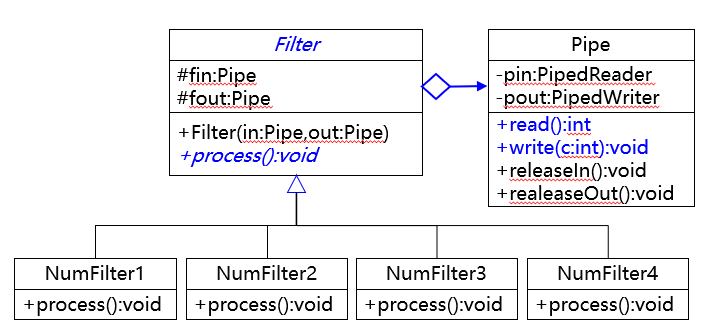 Filter
#fin:Pipe
#fout:Pipe
+Filter(in:Pipe,out:Pipe)
+process():void
Pipe
-pin:PipedReader
-pout:PipedWriter
+read():int
+write(c:int):void
+releaseIn():void
+realeaseOut():void
NumFilter1
+process():void
NumFilter2
+process():void
NumFilter3
+process():void
NumFilter4
+process():void